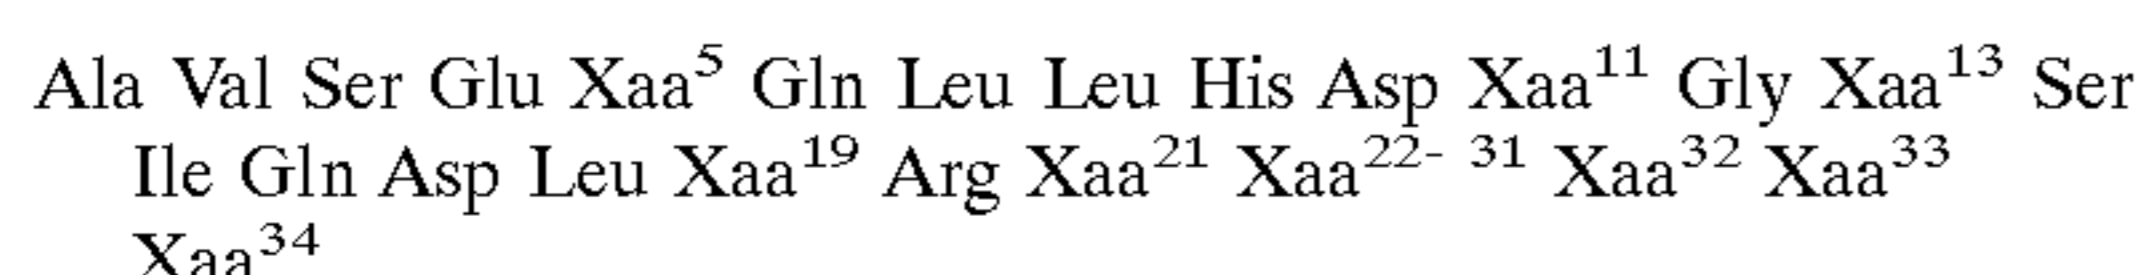 Ala Val Ser Glu Xaa⁵ Gln Leu Leu His Asp Xaa¹¹ Gly Xaa¹³ Ser
Ile Gln Asp Leu Xaa¹⁹ Arg Xaa²¹ Xaa²²⁻ ³¹ Xaa³² Xaa³³
Xaa³⁴